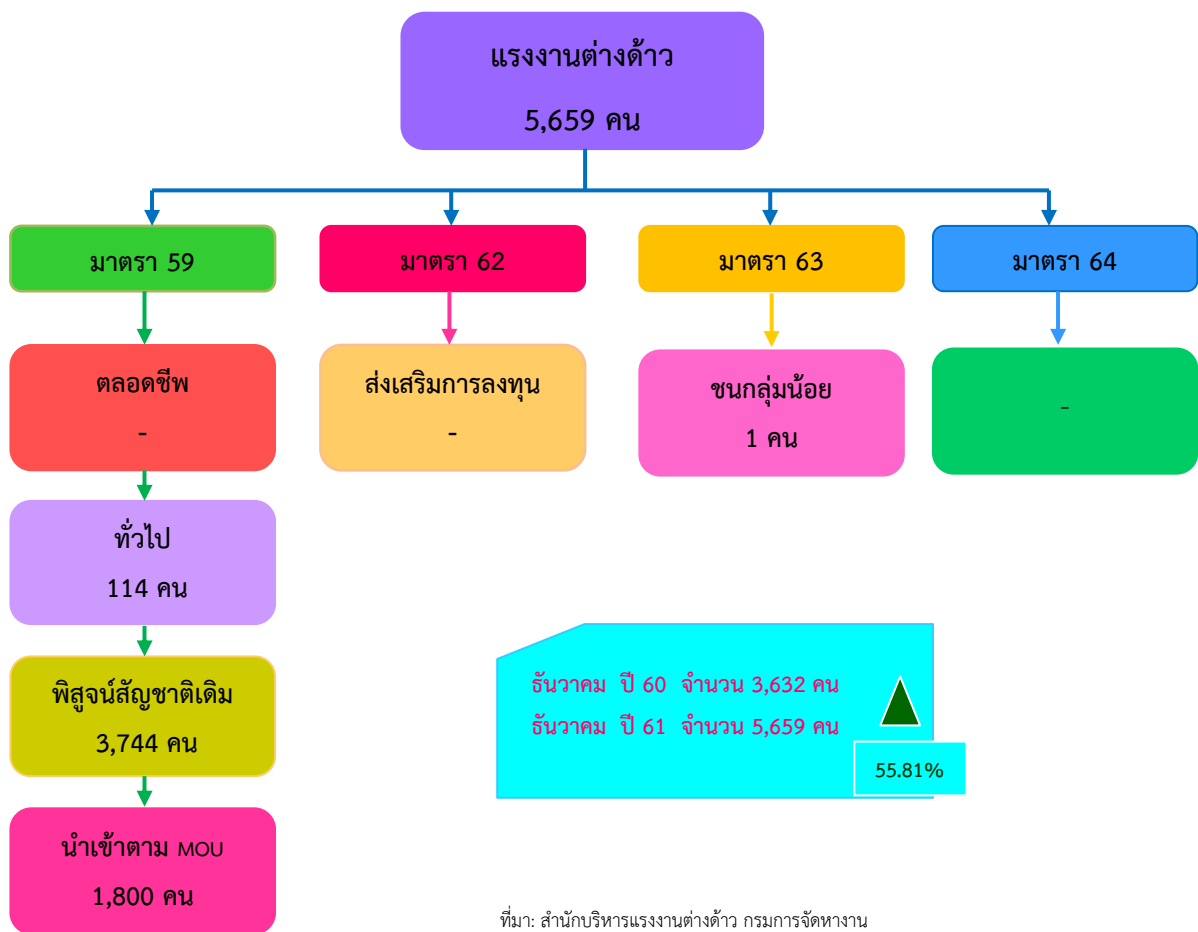 แรงงานต่างด้าว
5,659 คน
มาตรา 59
มาตรา 62
มาตรา 63
มาตรา 64
ตลอดชีพ
-
ส่งเสริมการลงทุน
-
ชนกลุ่มน้อย
1 คน
-
ทั่วไป
114 คน
พิสูจน์สัญชาติเดิม
3,744 คน
นำเข้าตาม MOU
1,800 คน
ธันวาคม ปี 60 จำนวน 3,632 คน
ธันวาคม ปี 61 จำนวน 5,659 คน
55.81%
ที่มา: สำนักบริหารแรงงานต่างด้าว กรมการจัดหางาน